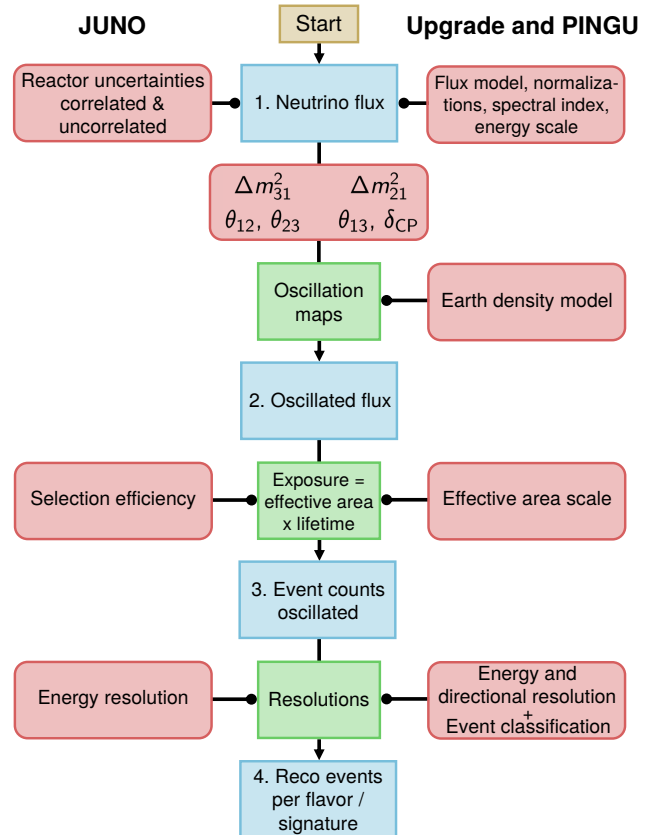 JUNO
Start
Upgrade and PINGU
Reactor uncertainties
correlated &
uncorrelated
1. Neutrino flux
Flux model, normaliza-
tions, spectral index,
energy scale
Δm²₃₁ Δm²₂₁
θ₁₂, θ₂₃ θ₁₃, δCP
Oscillation
maps
Earth density model
2. Oscillated flux
Selection efficiency
Exposure =
effective area
x lifetime
Effective area scale
3. Event counts
oscillated
Energy resolution
Resolutions
Energy and
directional resolution
+
Event classification
4. Reco events
per flavor /
signature